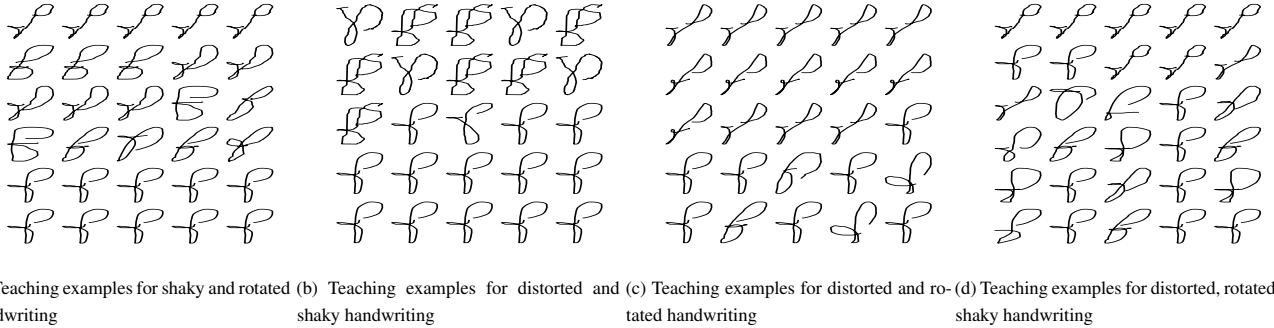 Teaching examples for shaky and rotated
(b) Teaching examples for distorted and
shaky handwriting
(c) Teaching examples for distorted and ro-
tated handwriting
(d) Teaching examples for distorted, rotated
shaky handwriting